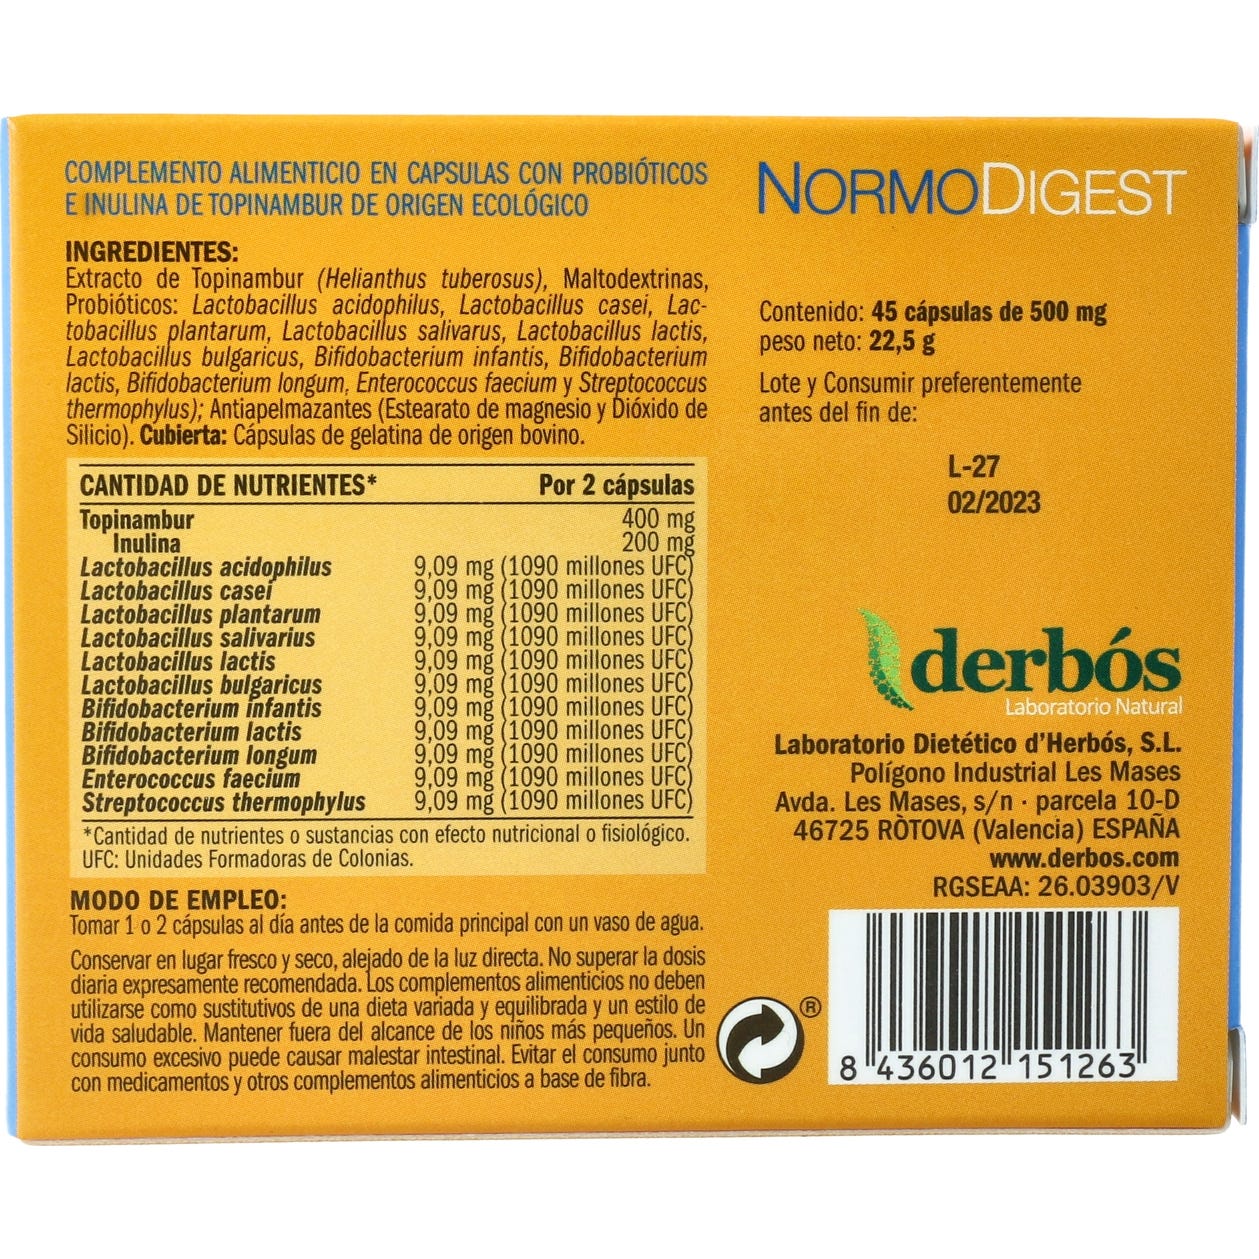 COMPLEMENTO ALIMENTICIO EN CAPSULAS CON PROBIÓTICOS
E INULINA DE TOPINAMBUR DE ORIGEN ECOLÓGICO
INGREDIENTES:
Extracto de Topinambur (Helianthus tuberosus), Maltodextrinas,
Probióticos: Lactobacillus acidophilus, Lactobacillus casei, Lac-
tobacillus plantarum, Lactobacillus salivarus, Lactobacillus lactis,
Lactobacillus bulgaricus, Bifidobacterium infantis, Bifidobacterium
lactis, Bifidobacterium longum, Enterococcus faecium y Streptococcus
thermophylus); Antiapelmazantes (Estearato de magnesio y Dióxido de
Silicio). Cubierta: Cápsulas de gelatina de origen bovino.
CANTIDAD DE NUTRIENTES* Por 2 cápsulas
Topinambur 400 mg
Inulina 200 mg
Lactobacillus acidophilus 9,09 mg (1090 millones UFC)
Lactobacillus casei 9,09 mg (1090 millones UFC)
Lactobacillus plantarum 9,09 mg (1090 millones UFC)
Lactobacillus salivarius 9,09 mg (1090 millones UFC)
Lactobacillus lactis 9,09 mg (1090 millones UFC)
Lactobacillus bulgaricus 9,09 mg (1090 millones UFC)
Bifidobacterium infantis 9,09 mg (1090 millones UFC)
Bifidobacterium lactis 9,09 mg (1090 millones UFC)
Bifidobacterium longum 9,09 mg (1090 millones UFC)
Enterococcus faecium 9,09 mg (1090 millones UFC)
Streptococcus thermophylus 9,09 mg (1090 millones UFC)
*Cantidad de nutrientes o sustancias con efecto nutricional o fisiológico.
UFC: Unidades Formadoras de Colonias.
MODO DE EMPLEO:
Tomar 1 o 2 cápsulas al día antes de la comida principal con un vaso de agua.
Conservar en lugar fresco y seco, alejado de la luz directa. No superar la dosis
diaria expresamente recomendada. Los complementos alimenticios no deben
utilizarse como sustitutivos de una dieta variada y equilibrada y un estilo de
vida saludable. Mantener fuera del alcance de los niños más pequeños. Un
consumo excesivo puede causar malestar intestinal. Evitar el consumo junto
con medicamentos y otros complementos alimenticios a base de fibra.
NORMODIGEST
Contenido: 45 cápsulas de 500 mg
peso neto: 22,5 g
Lote y Consumir preferentemente
antes del fin de:
L-27
02/2023
derbós
Laboratorio Natural
Laboratorio Dietético d'Herbós, S.L.
Polígono Industrial Les Mases
Avda. Les Mases, s/n · parcela 10-D
46725 RÒTOVA (Valencia) ESPAÑA
www.derbos.com
RGSEAA: 26.03903/V
®
8 436012 151263